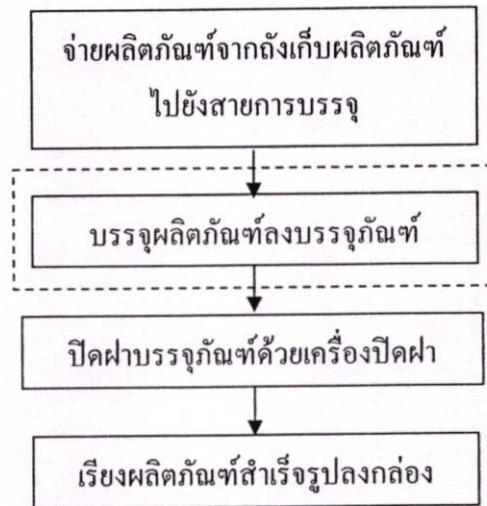 จ่ายผลิตภัณฑ์จากถังเก็บผลิตภัณฑ์
ไปยังสายการบรรจุ
บรรจุผลิตภัณฑ์ลงบรรจุภัณฑ์
ปิดฝาบรรจุภัณฑ์ด้วยเครื่องปิดฝา
เรียงผลิตภัณฑ์สำเร็จรูปลงกล่อง